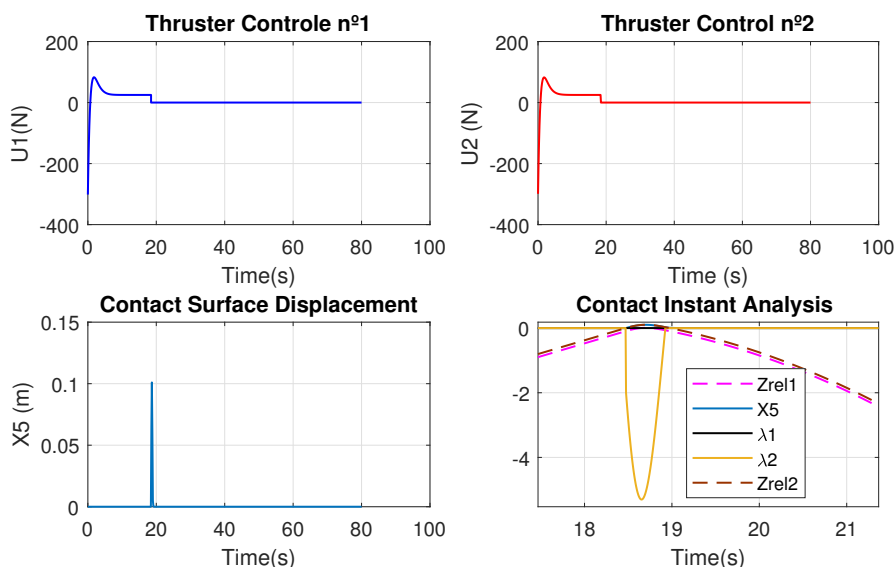 Thruster Controle nº1
200
0
-200
-400
U1(N)
0 20 40 60 80 100
Time(s)
Thruster Control nº2
200
0
-200
-400
U2 (N)
0 20 40 60 80 100
Time (s)
Contact Surface Displacement
0.15
0.1
0.05
0
X5 (m)
0 20 40 60 80 100
Time(s)
Contact Instant Analysis
0
-2
-4
Zrel1
X5
λ1
λ2
Zrel2
18 19 20 21
Time(s)